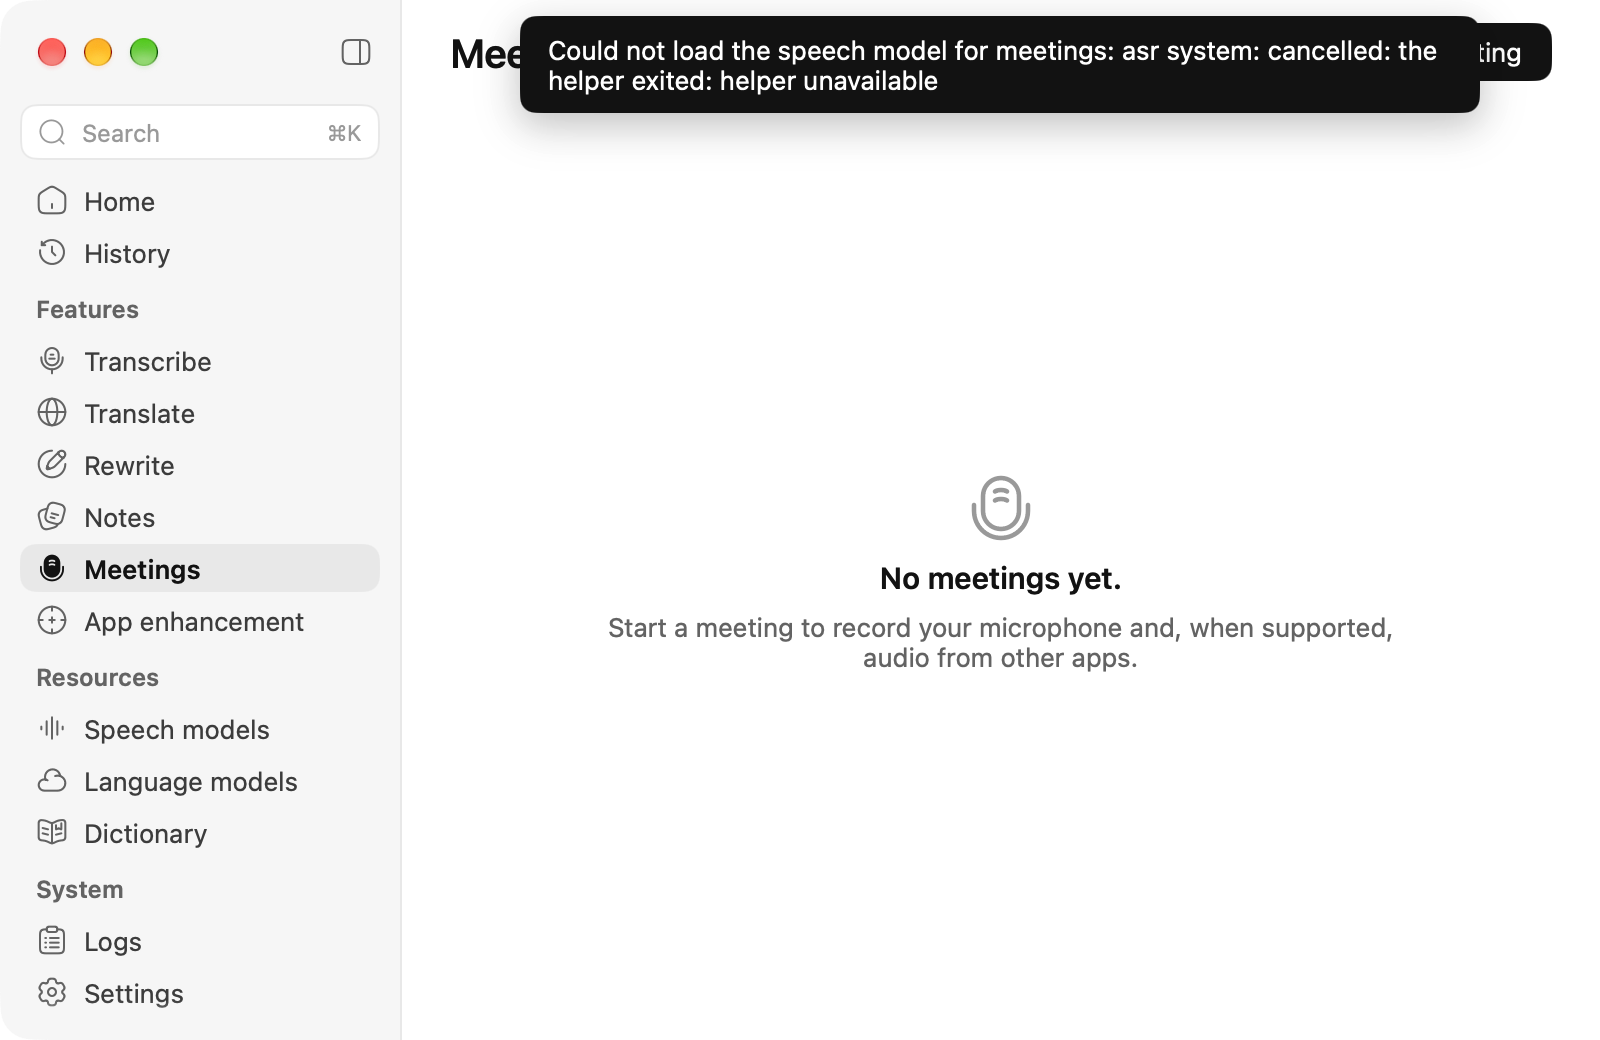 Search ⌘K
Home
History
Features
Transcribe
Translate
Rewrite
Notes
Meetings
App enhancement
Resources
Speech models
Language models
Dictionary
System
Logs
Settings
Could not load the speech model for meetings: asr system: cancelled: the
helper exited: helper unavailable
No meetings yet.
Start a meeting to record your microphone and, when supported,
audio from other apps.